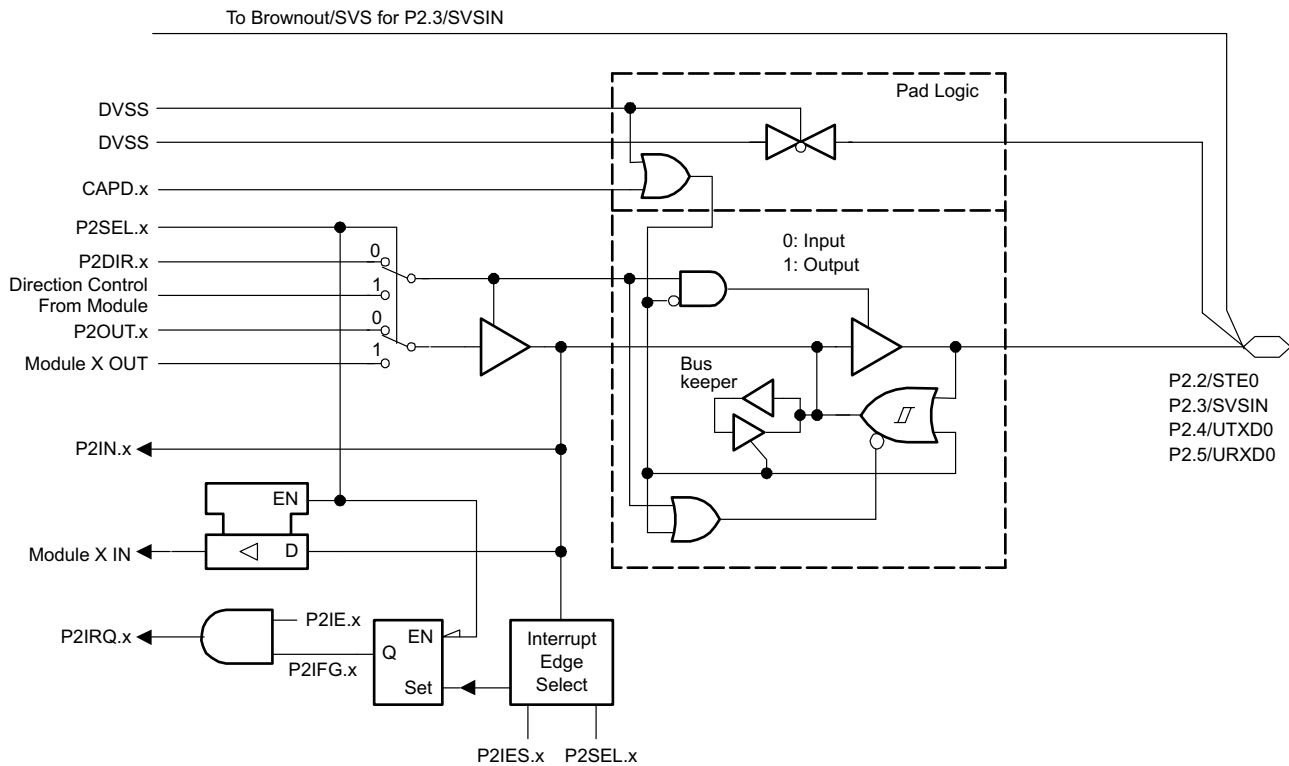 To Brownout/SVS for P2.3/SVSIN
Pad Logic
DVSS
DVSS
CAPD.x
P2SEL.x
0: Input
1: Output
0
P2DIR.x
Direction Control
From Module
1
0
P2OUT.x
1
Module X OUT
Bus
keeper
P2.2/STE0
P2.3/SVSIN
P2.4/UTXD0
P2.5/URXD0
P2IN.x
EN
Module X IN
D
P2IE.x
P2IRQ.x
P2IFG.x
EN
Q
Set
Interrupt
Edge
Select
P2IES.x
P2SEL.x